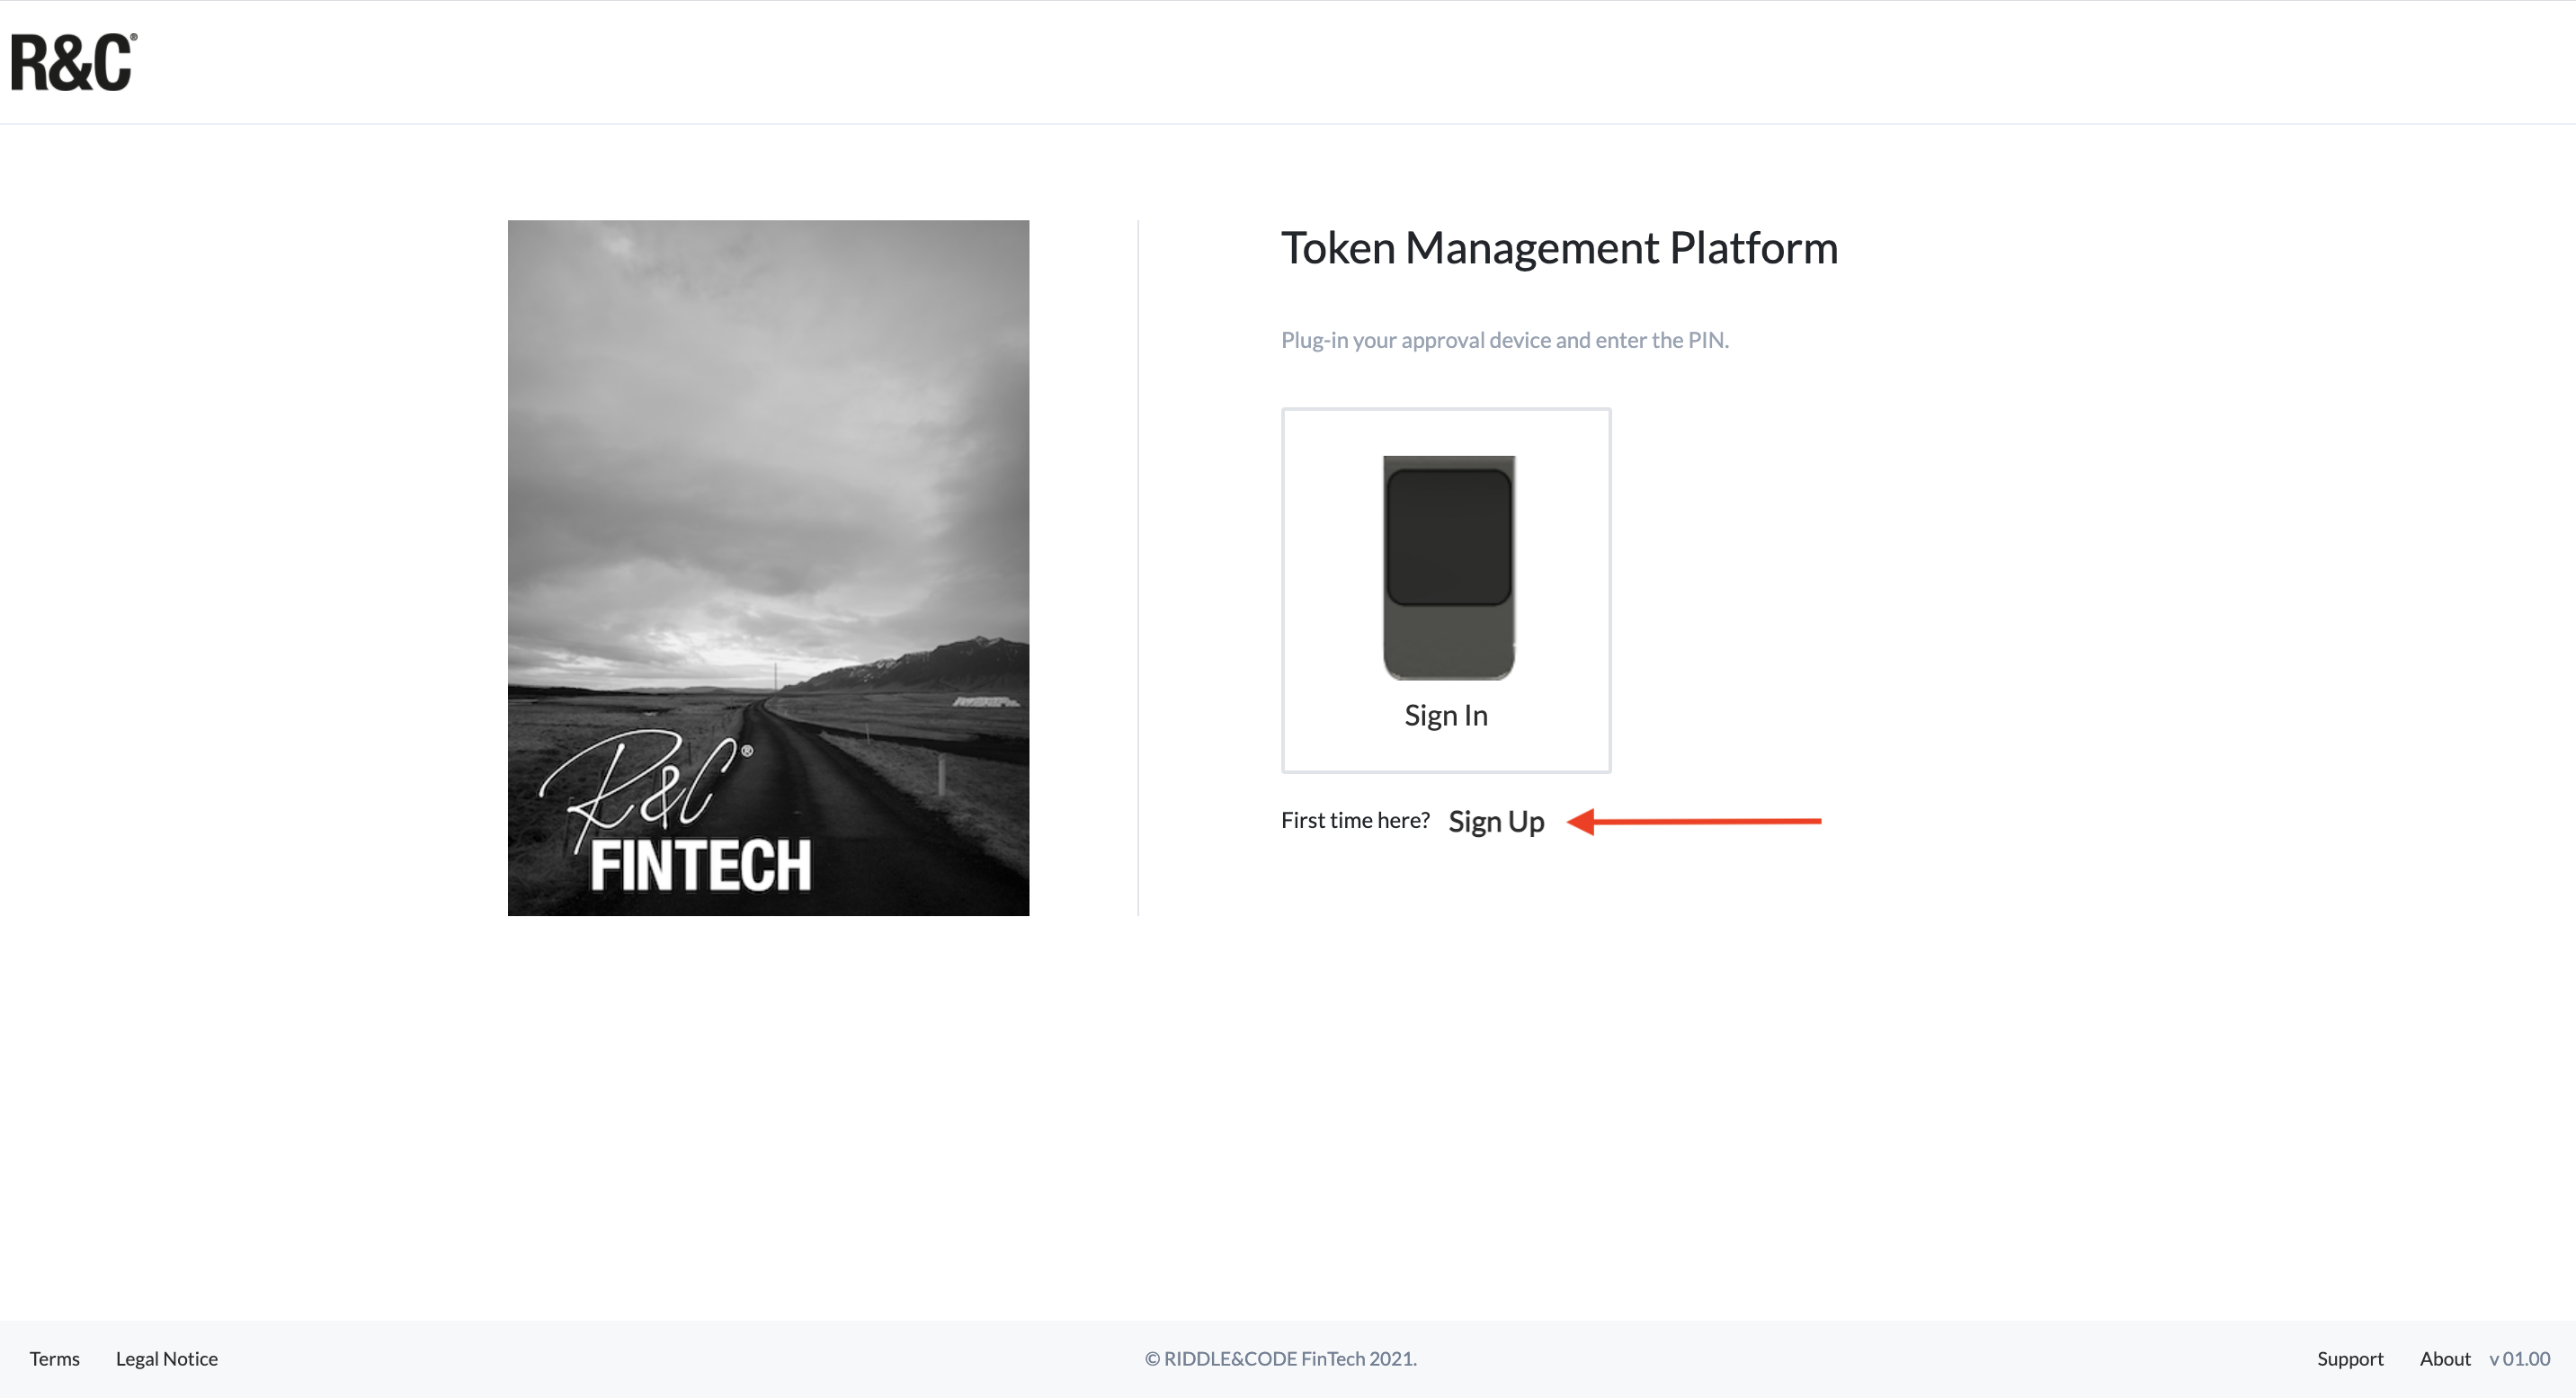 R&C®
Token Management Platform
Plug-in your approval device and enter the PIN.
Sign In
First time here? Sign Up
R&C®
FINTECH
Terms Legal Notice © RIDDLE&CODE FinTech 2021. Support About v 01.00